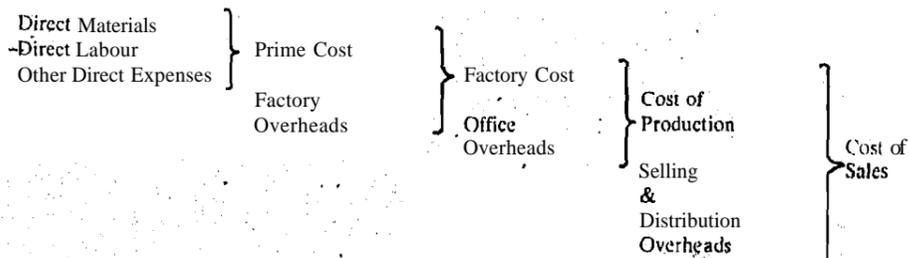 Direct Materials
Direct Labour
Other Direct Expenses
Prime Cost
Factory
Overheads
Factory Cost
Office
Overheads
Cost of
Production
Selling
&
Distribution
Overheads
Cost of
Sales